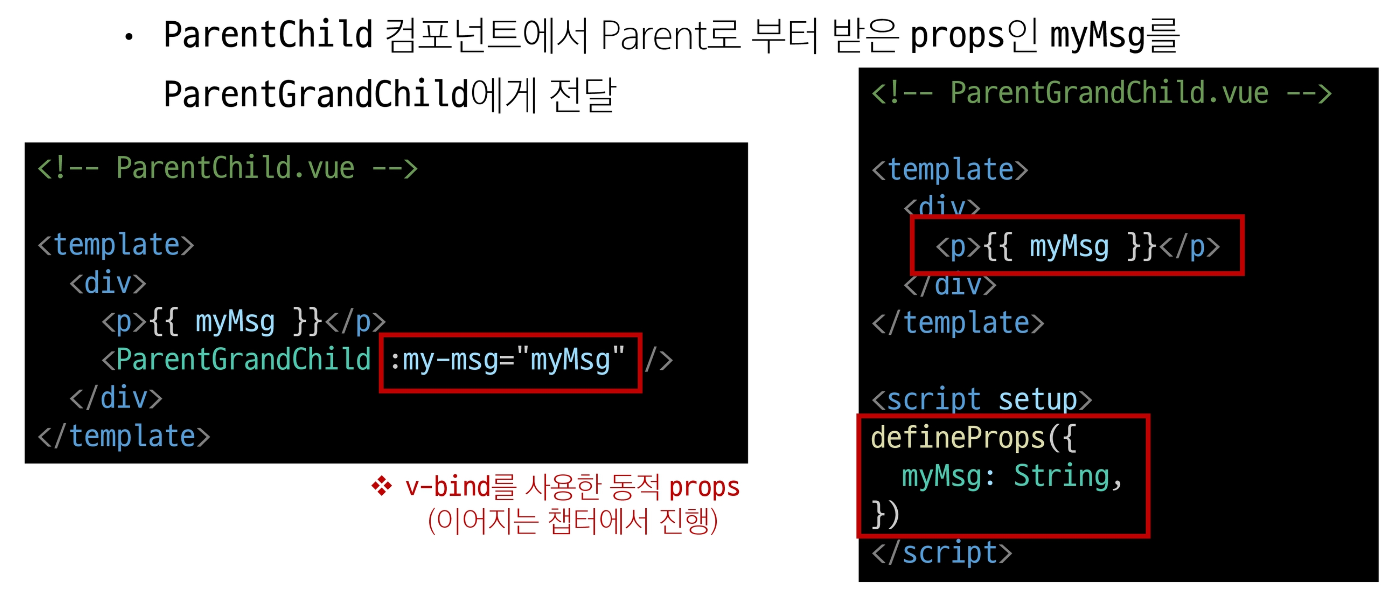 • ParentChild 컴포넌트에서 Parent로 부터 받은 props인 myMsg를
ParentGrandChild에게 전달
<!-- ParentChild.vue -->
<template>
<div>
<p>{{ myMsg }}</p>
<ParentGrandChild :my-msg="myMsg" />
</div>
</template>
❖ v-bind를 사용한 동적 props
(이어지는 챕터에서 진행)
<!-- ParentGrandChild.vue -->
<template>
<div>
<p>{{ myMsg }}</p>
</div>
</template>
<script setup>
defineProps({
myMsg: String,
})
</script>